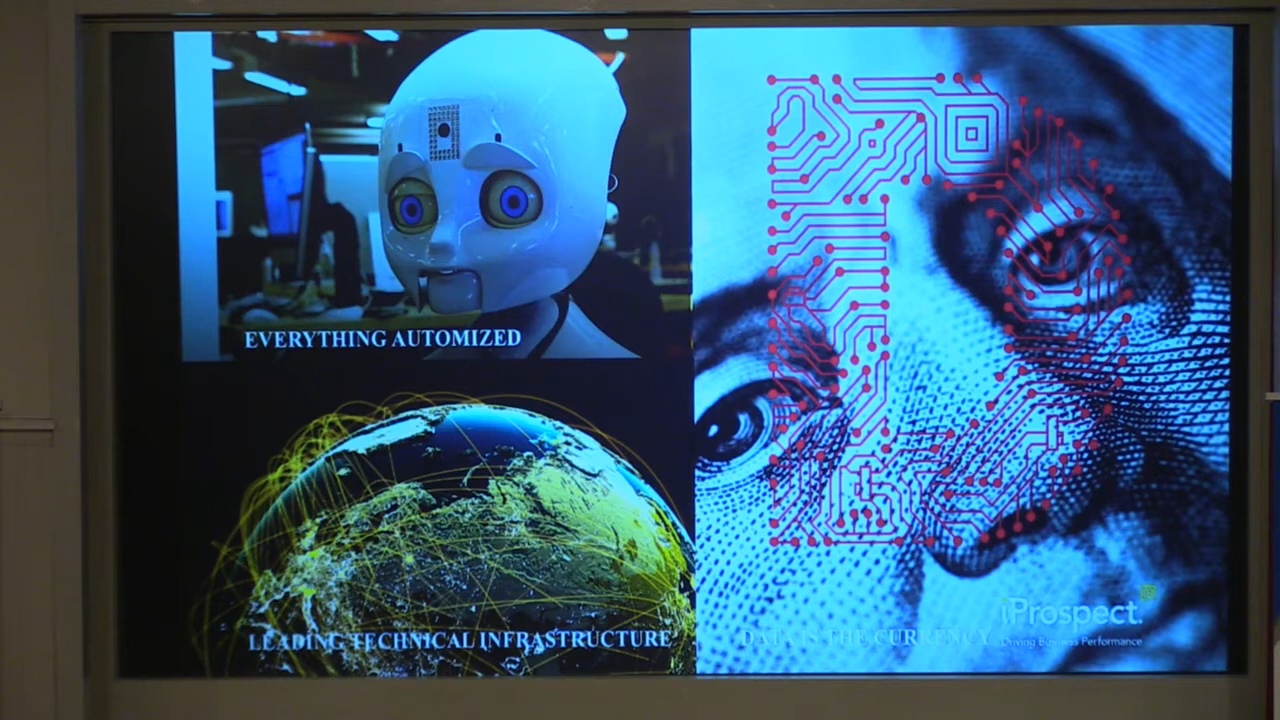 EVERYTHING AUTOMIZED
LEADING TECHNICAL INFRASTRUCTURE
DATA IS THE CURRENCY
iProspect.
Driving Business Performance